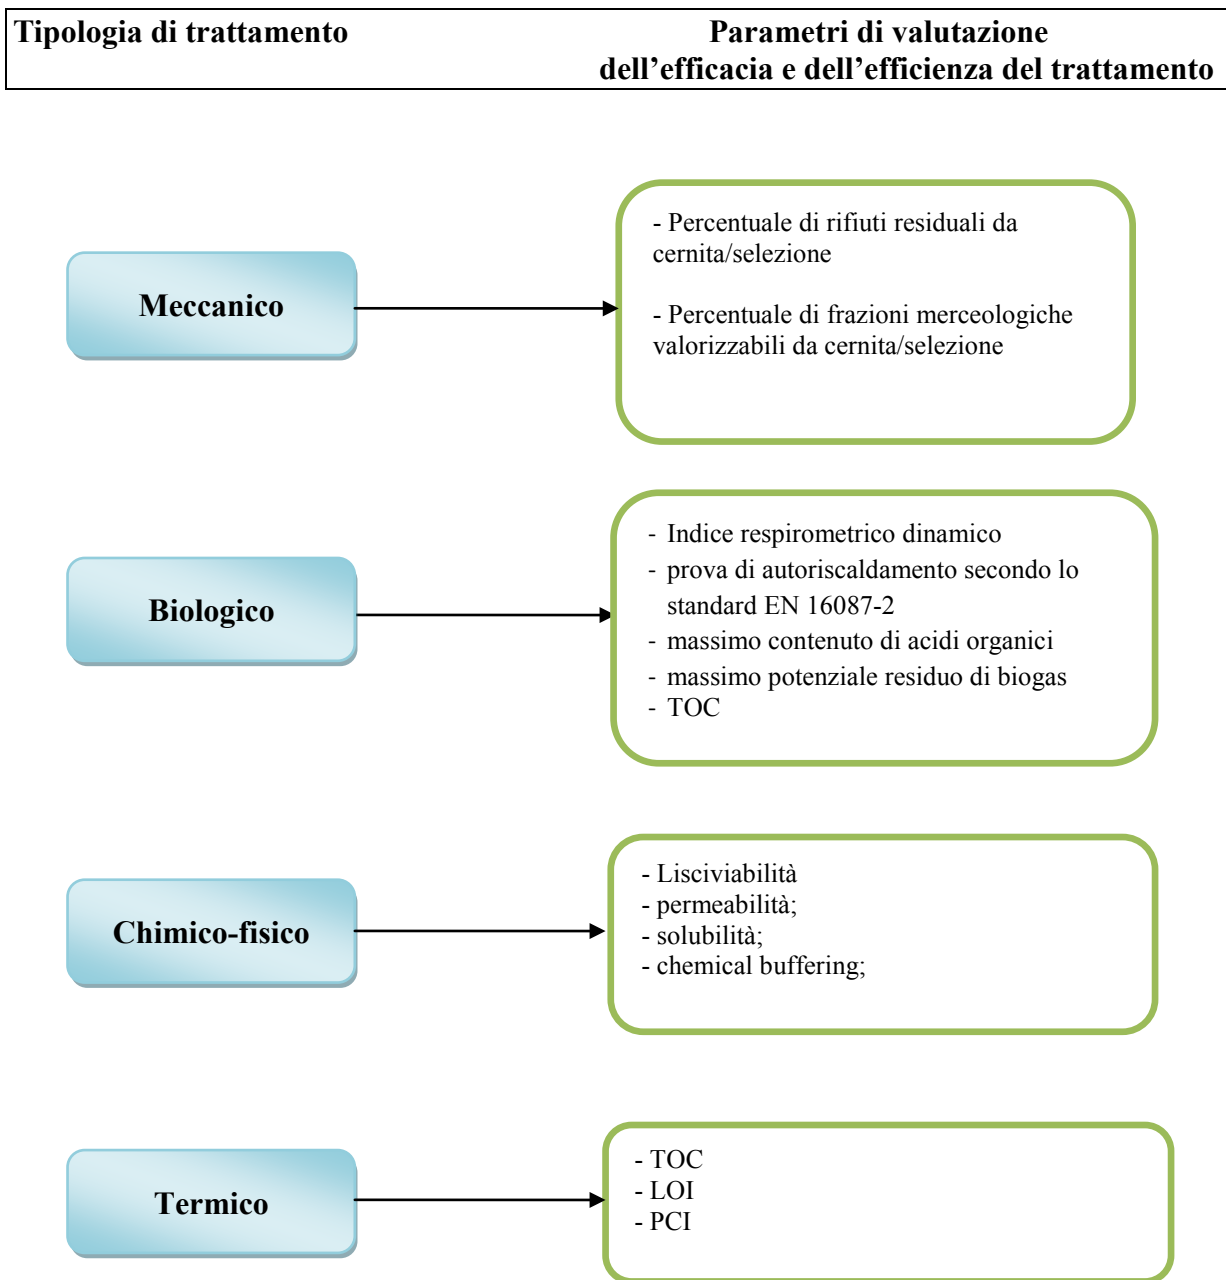 Tipologia di trattamento
Parametri di valutazione
dell’efficacia e dell’efficienza del trattamento
Meccanico
- Percentuale di rifiuti residuali da
cernita/selezione
- Percentuale di frazioni merceologiche
valorizzabili da cernita/selezione
Biologico
- Indice respirometrico dinamico
- prova di autoriscaldamento secondo lo
standard EN 16087-2
- massimo contenuto di acidi organici
- massimo potenziale residuo di biogas
- TOC
Chimico-fisico
- Lisciviabilità
- permeabilità;
- solubilità;
- chemical buffering;
Termico
- TOC
- LOI
- PCI